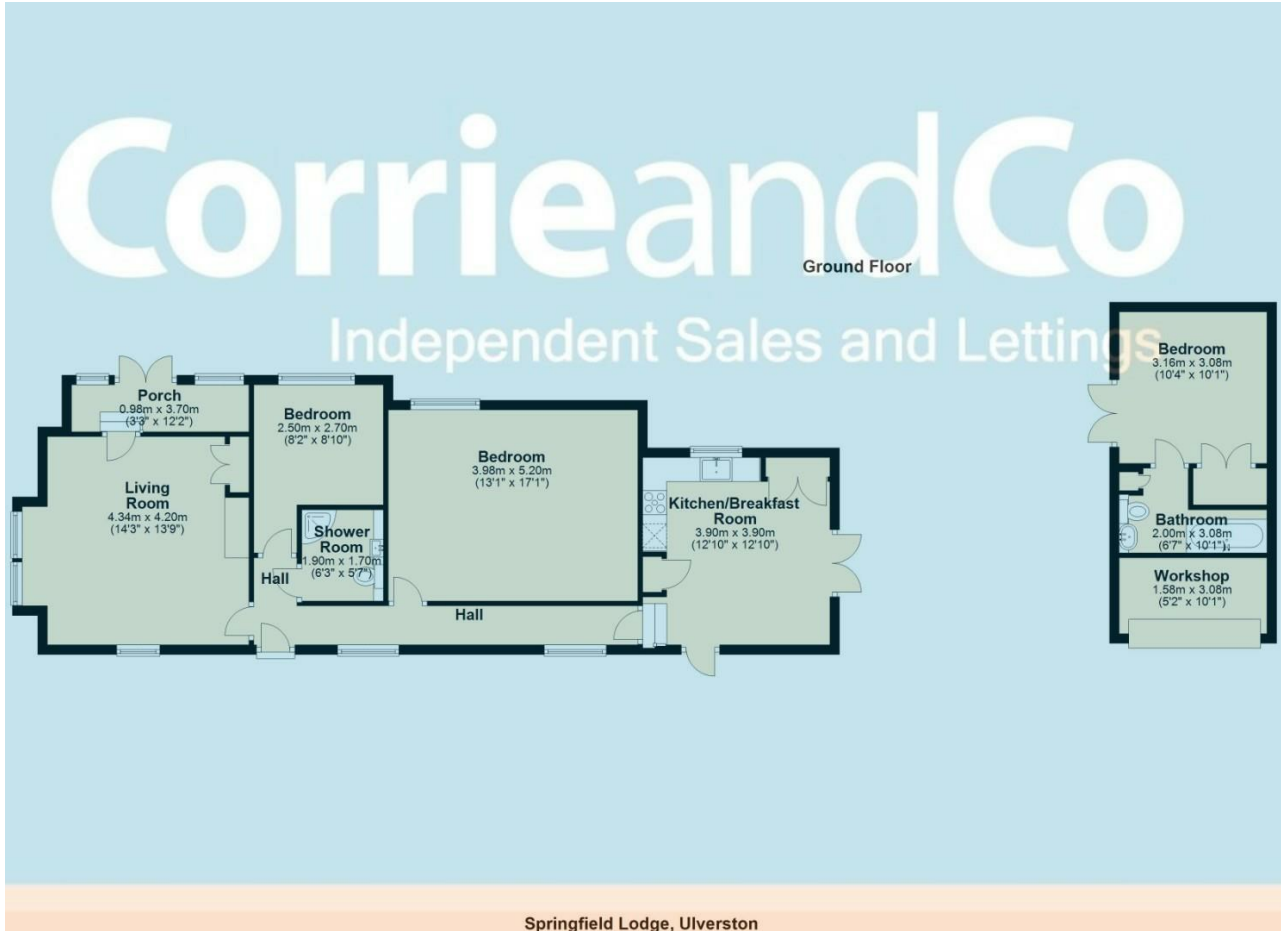 CorrieandCo
Ground Floor
Independent Sales and Lettings
Porch
0.98m x 3.70m
(3'3" x 12'2")
Bedroom
2.50m x 2.70m
(8'2" x 8'10")
Bedroom
3.98m x 5.20m
(13'1" x 17'1")
Living
Room
4.34m x 4.20m
(14'3" x 13'9")
Shower
Room
1.90m x 1.70m
(6'3" x 5'7")
Hall
Hall
Kitchen/Breakfast
Room
3.90m x 3.90m
(12'10" x 12'10")
Bedroom
3.16m x 3.08m
(10'4" x 10'1")
Bathroom
2.00m x 3.08m
(6'7" x 10'1")
Workshop
1.58m x 3.08m
(5'2" x 10'1")
Springfield Lodge, Ulverston